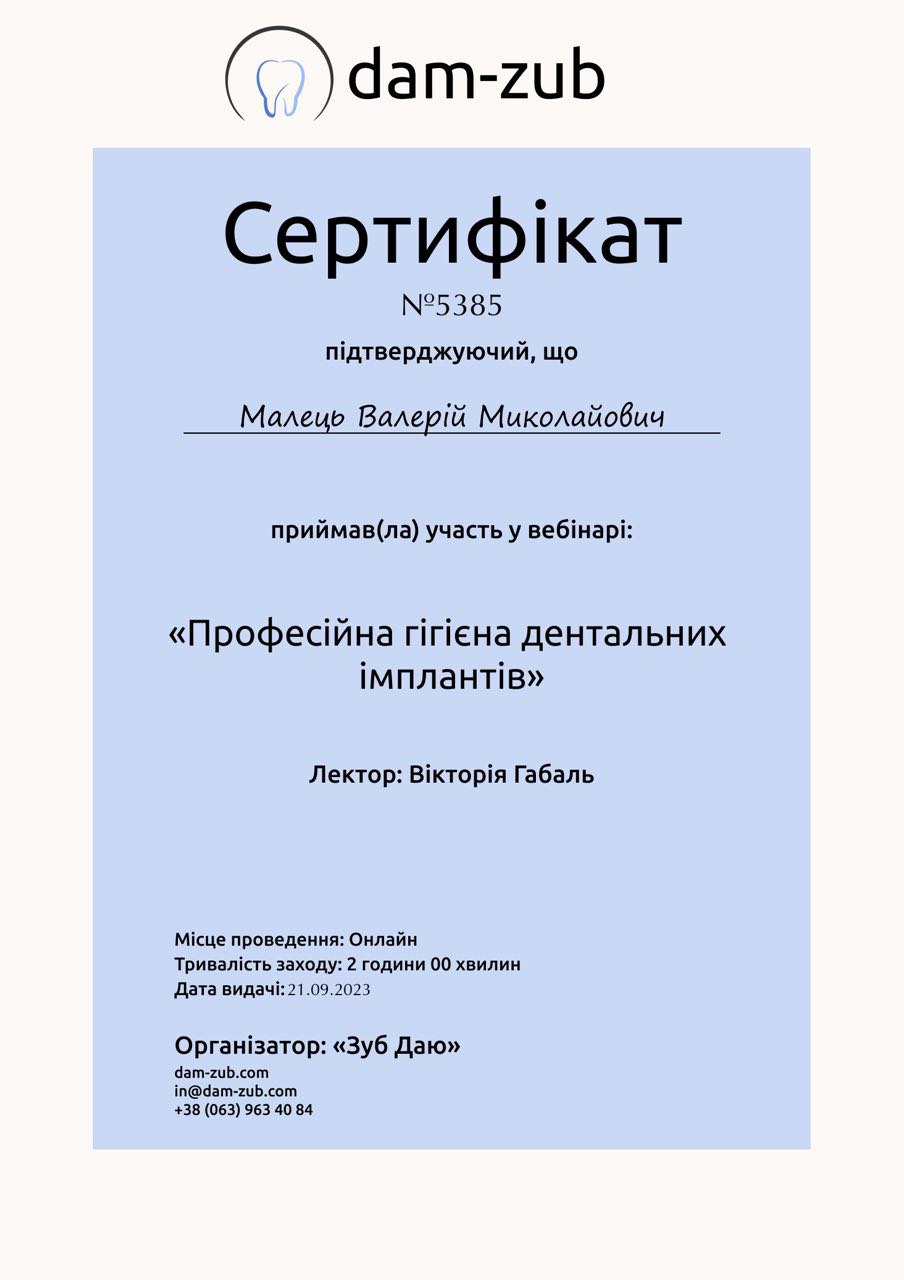 dam-zub
Сертифікат
№5385
підтверджуючий, що
Малець Валерій Миколайович
приймав(ла) участь у вебінарі:
«Професійна гігієна дентальних
імплантів»
Лектор: Вікторія Габаль
Місце проведення: Онлайн
Тривалість заходу: 2 години 00 хвилин
Дата видачі: 21.09.2023
Організатор: «Зуб Даю»
dam-zub.com
in@dam-zub.com
+38 (063) 963 40 84